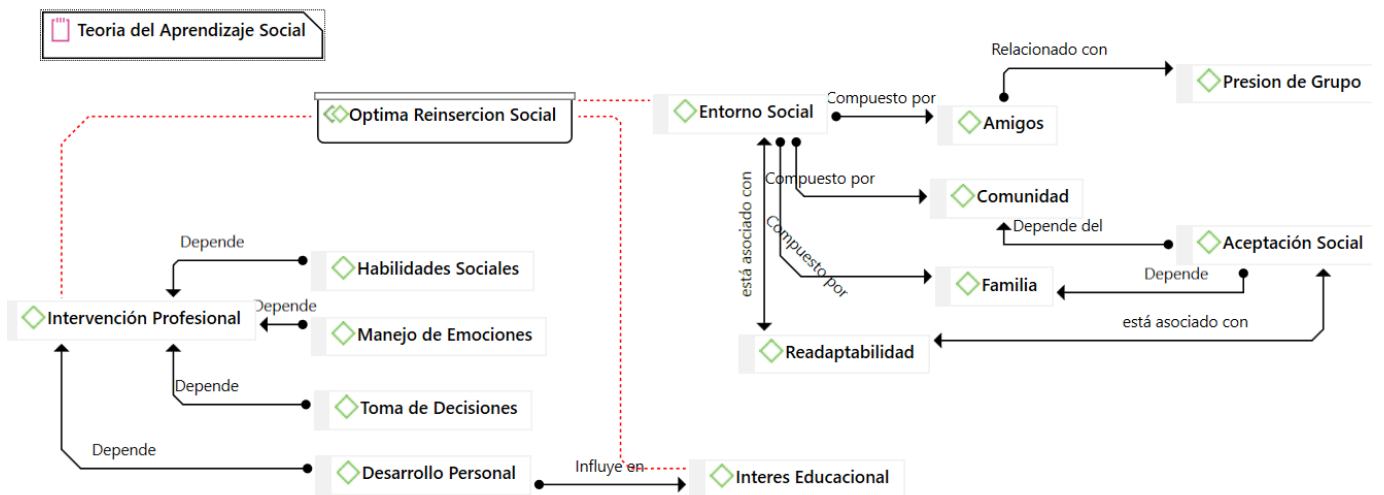 Teoria del Aprendizaje Social
Relacionado con
Presion de Grupo
Optima Reinsercion Social
Entorno Social
Compuesto por
Amigos
Compuesto por
Comunidad
está asociado con
Compuesto por
Depende del
Aceptación Social
Depende
Habilidades Sociales
Familia
Depende
Intervención Profesional
Depende
Manejo de Emociones
está asociado con
Readaptabilidad
Depende
Toma de Decisiones
Depende
Desarrollo Personal
Influye en
Interes Educacional